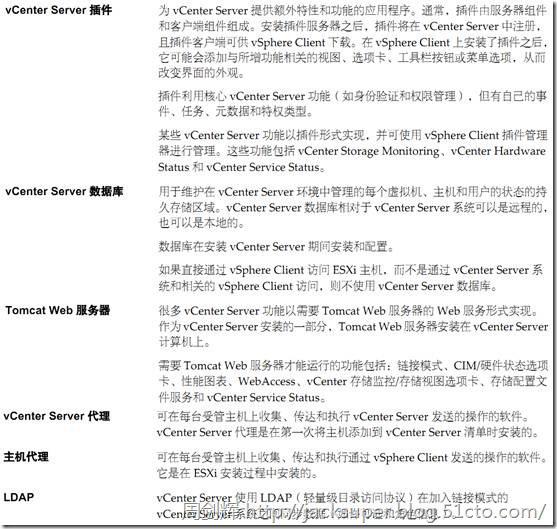 vCenter Server 插件
为 vCenter Server 提供额外特性和功能的应用程序。通常，插件由服务器组件
和客户端组件组成。安装插件服务器之后，插件将在 vCenter Server 中注册，
且插件客户端可供 vSphere Client 下载。在 vSphere Client 上安装了插件之后，
它可能会添加与所增功能相关的视图、选项卡、工具栏按钮或菜单选项，从而
改变界面的外观。
插件利用核心 vCenter Server 功能（如身份验证和权限管理），但有自己的事
件、任务、元数据和特权类型。
某些 vCenter Server 功能以插件形式实现，并可使用 vSphere Client 插件管理
器进行管理。这些功能包括 vCenter Storage Monitoring、vCenter Hardware
Status 和 vCenter Service Status。
vCenter Server 数据库
用于维护在 vCenter Server 环境中管理的每个虚拟机、主机和用户的状态的持
久存储区域。vCenter Server 数据库相对于 vCenter Server 系统可以是远程的，
也可以是本地的。
数据库在安装 vCenter Server 期间安装和配置。
如果直接通过 vSphere Client 访问 ESXi 主机，而不是通过 vCenter Server 系
统和相关的 vSphere Client 访问，则不使用 vCenter Server 数据库。
Tomcat Web 服务器
很多 vCenter Server 功能以需要 Tomcat Web 服务器的 Web 服务形式实现。
作为 vCenter Server 安装的一部分，Tomcat Web 服务器安装在 vCenter Server
计算机上。
需要 Tomcat Web 服务器才能运行的功能包括：链接模式、CIM/硬件状态选项
卡、性能图表、WebAccess、vCenter 存储监控/存储视图选项卡、存储配置文
件服务和 vCenter Service Status。
vCenter Server 代理
可在每台受管主机上收集、传达和执行 vCenter Server 发送的操作的软件。
vCenter Server 代理是在第一次将主机添加到 vCenter Server 清单时安装的。
主机代理
可在每台受管主机上收集、传达和执行通过 vSphere Client 发送的操作的软件。
它是在 ESXi 安装过程中安装的。
LDAP
vCenter Server 使用 LDAP（轻量级目录访问协议）在加入链接模式的
vCenter Server 系统之间
http://jacksuper.blog.51cto.com/